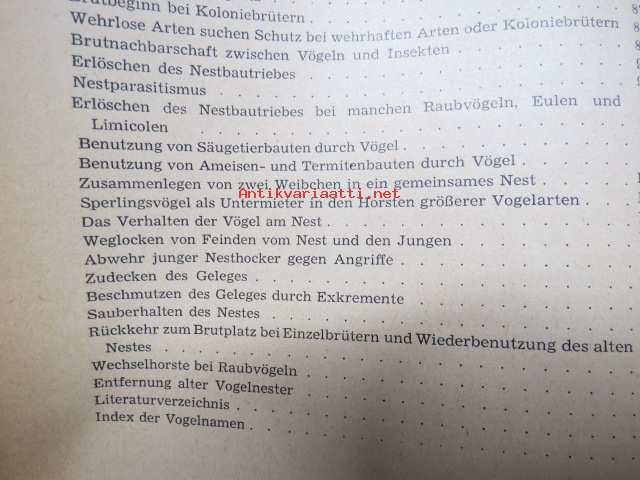 Brutbeginn bei Koloniebrütern .
Wehrlose Arten suchen Schutz bei wehrhaften Arten oder Koloniebrütern
Brutnachbarschaft zwischen Vögeln und Insekten
Erlöschen des Nestbautriebes
Nestparasitismus
Erlöschen des Nestbautriebes bei manchen Raubvögeln, Eulen und
Limicolen
Benutzung von Säugetierbauten durch Vögel
Benutzung von Ameisen- und Termitenbauten durch Vögel
Zusammenlegen von zwei Weibchen in ein gemeinsames Nest
Antikvariaatti.net
Sperlingsvögel als Untermieter in den Horsten größerer Vogelarten
Das Verhalten der Vögel am Nest
Weglocken von Feinden vom Nest und den Jungen
Abwehr junger Nesthocker gegen Angriffe
Zudecken des Geleges
Beschmutzen des Geleges durch Exkremente
Sauberhalten des Nestes
Rückkehr zum Brutplatz bei Einzelbrütern und Wiederbenutzung des alten
Nestes
Wechselhorste bei Raubvögeln
Entfernung alter Vogelnester
Literaturverzeichnis
Index der Vogelnamen